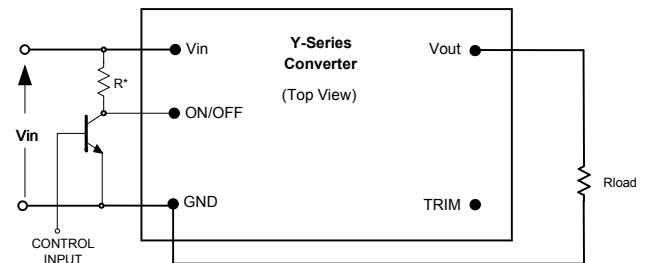 Y-Series
Converter
(Top View)
Vin
Vout
R*
ON/OFF
Vin
GND
TRIM
Rload
CONTROL
INPUT